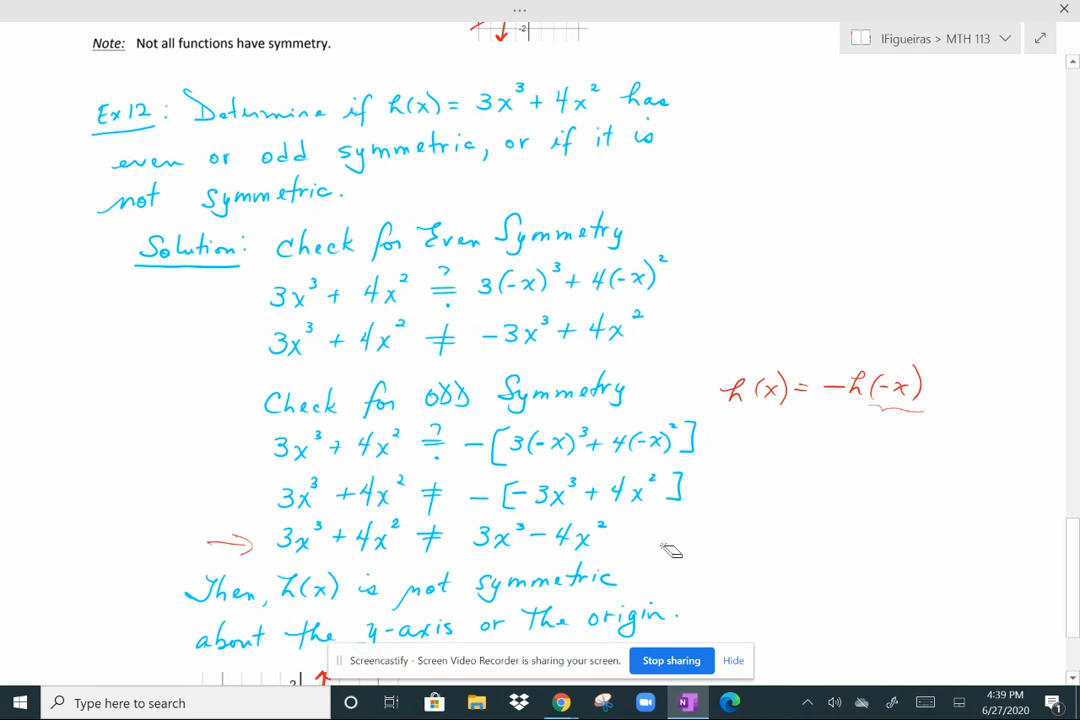 -2
Note: Not all functions have symmetry.
IFigueiras > MTH 113
Ex 12: Determine if h(x) = 3x³ + 4x² has
even or odd symmetric, or if it is
not symmetric.
Solution: Check for Even Symmetry
3x³ + 4x² ≟ 3(-x)³ + 4(-x)²
3x³ + 4x² ≠ -3x³ + 4x²
Check for ODD Symmetry
h(x) = -h(-x)
3x³ + 4x² ≟ -[3(-x)³ + 4(-x)²]
3x³ + 4x² ≠ -[-3x³ + 4x²]
→ 3x³ + 4x² ≠ 3x³ - 4x²
Then, h(x) is not symmetric
about the y-axis or the origin.
Screencastify - Screen Video Recorder is sharing your screen.
Stop sharing
Hide
2
Type here to search
4:39 PM
6/27/2020
1